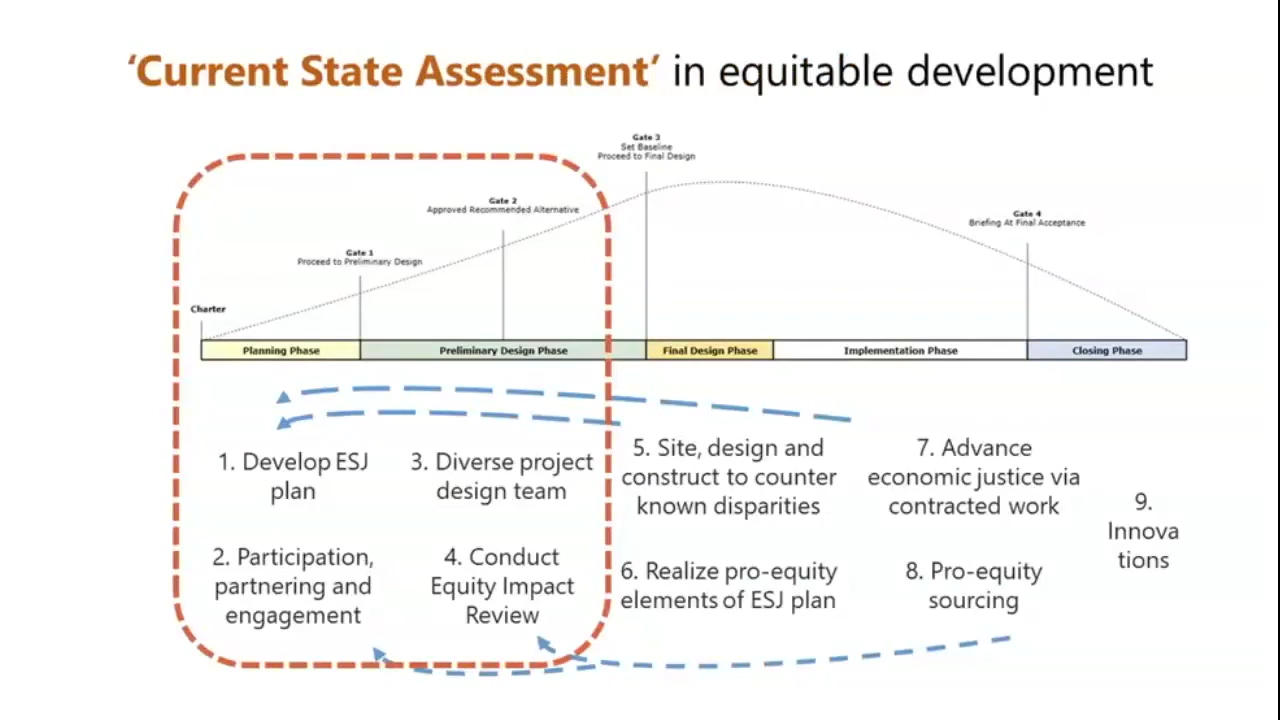 ‘Current State Assessment’ in equitable development
Gate 3
Set Baseline
Proceed to Final Design
Gate 2
Approved Recommended Alternative
Gate 4
Briefing At Final Acceptance
Gate 1
Proceed to Preliminary Design
Charter
Planning Phase
Preliminary Design Phase
Final Design Phase
Implementation Phase
Closing Phase
1. Develop ESJ
plan
2. Participation,
partnering and
engagement
3. Diverse project
design team
4. Conduct
Equity Impact
Review
5. Site, design and
construct to counter
known disparities
6. Realize pro-equity
elements of ESJ plan
7. Advance
economic justice via
contracted work
8. Pro-equity
sourcing
9.
Innova
tions